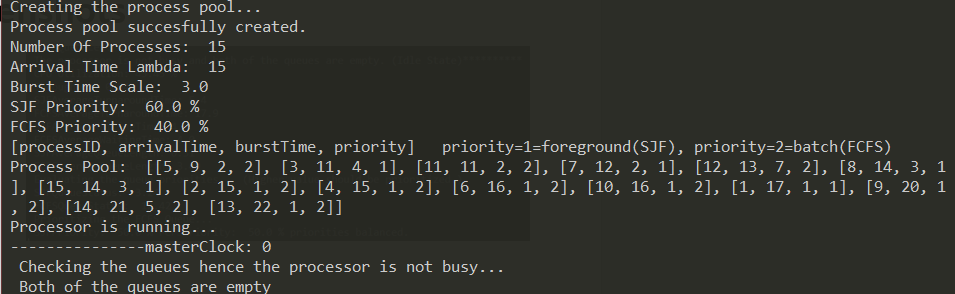 Creating the process pool...
Process pool succesfully created.
Number Of Processes:  15
Arrival Time Lambda:  15
Burst Time Scale:  3.0
SJF Priority:  60.0 %
FCFS Priority:  40.0 %
[processID, arrivalTime, burstTime, priority]   priority=1=foreground(SJF), priority=2=batch(FCFS)
Process Pool:  [[5, 9, 2, 2], [3, 11, 4, 1], [11, 11, 2, 2], [7, 12, 2, 1], [12, 13, 7, 2], [8, 14, 3, 1
], [15, 14, 3, 1], [2, 15, 1, 2], [4, 15, 1, 2], [6, 16, 1, 2], [10, 16, 1, 2], [1, 17, 1, 1], [9, 20, 1
, 2], [14, 21, 5, 2], [13, 22, 1, 2]]
Processor is running...
---------------masterClock: 0
 Checking the queues hence the processor is not busy...
 Both of the queues are empty